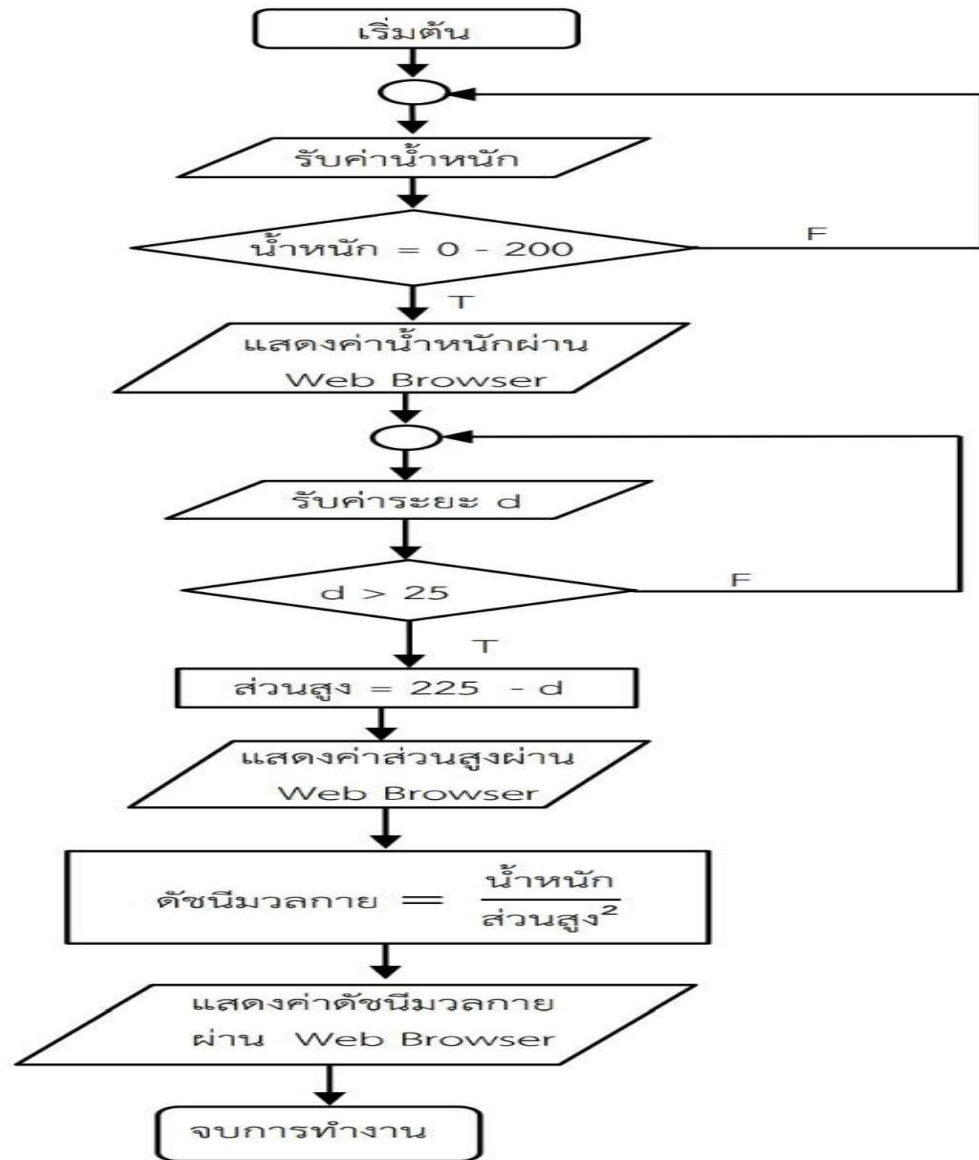 เริ่มต้น
รับค่าน้ำหนัก
น้ำหนัก = 0 - 200
F
T
แสดงค่าน้ำหนักผ่าน
Web Browser
รับค่าระยะ d
d > 25
F
T
ส่วนสูง = 225 - d
แสดงค่าส่วนสูงผ่าน
Web Browser
ดัชนีมวลกาย = น้ำหนัก
ส่วนสูง²
แสดงค่าดัชนีมวลกาย
ผ่าน Web Browser
จบการทำงาน